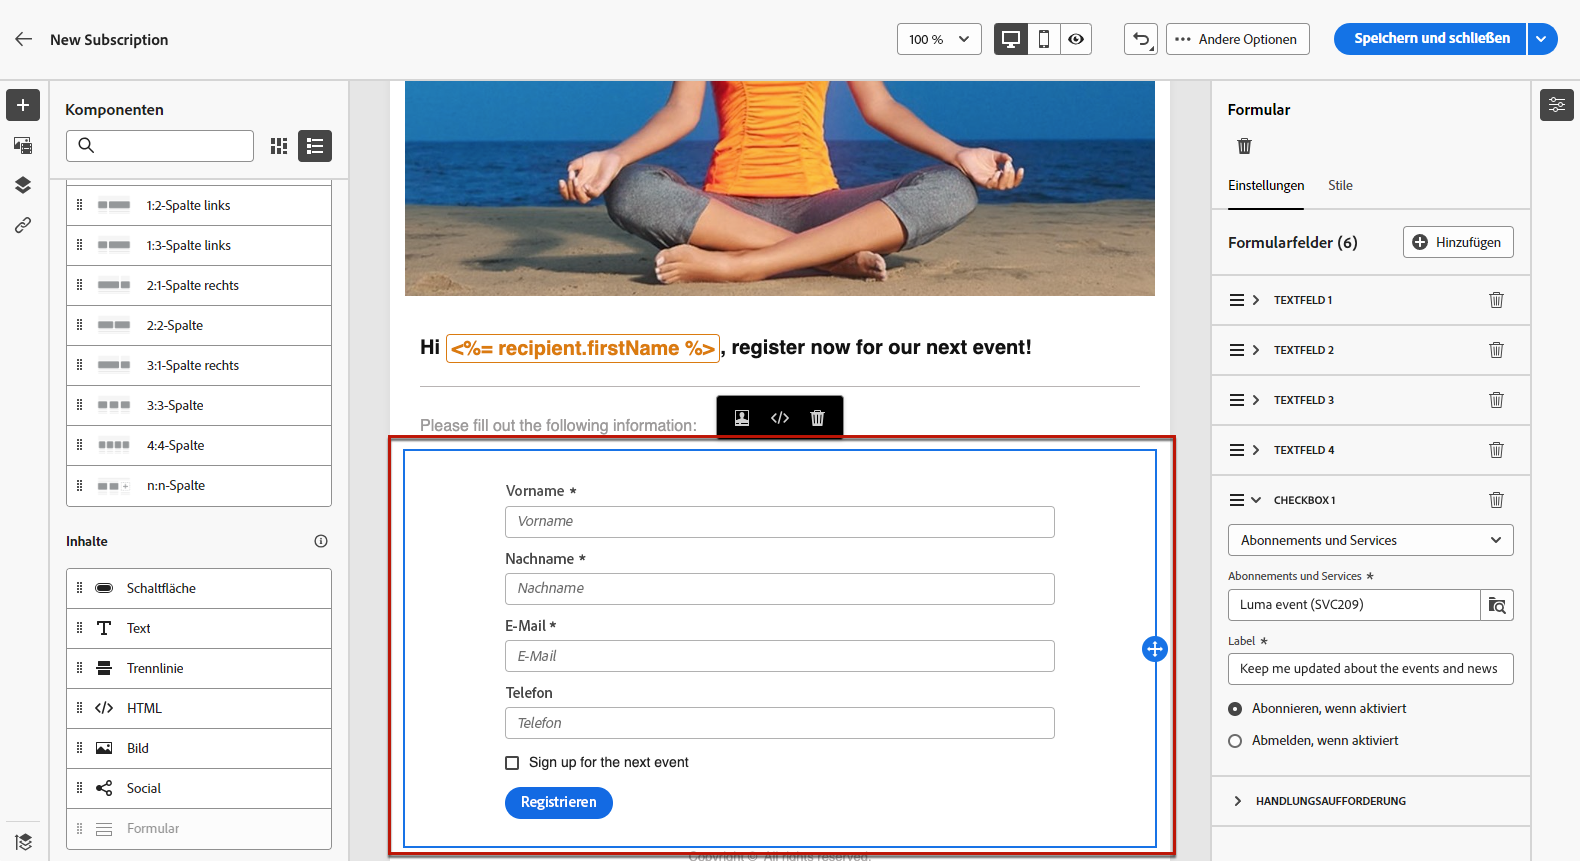 New Subscription
100 %
Andere Optionen
Speichern und schließen
Komponenten
1:2-Spalte links
1:3-Spalte links
2:1-Spalte rechts
2:2-Spalte
3:1-Spalte rechts
3:3-Spalte
4:4-Spalte
n:n-Spalte
Inhalte
Schaltfläche
Text
Trennlinie
HTML
Bild
Social
Formular
Hi <%= recipient.firstName %>, register now for our next event!
Please fill out the following information:
Vorname *
Vorname
Nachname *
Nachname
E-Mail *
E-Mail
Telefon
Telefon
Sign up for the next event
Registrieren
Copyright © All rights reserved.
Formular
Einstellungen
Stile
Formularfelder (6)
Hinzufügen
TEXTFELD 1
TEXTFELD 2
TEXTFELD 3
TEXTFELD 4
CHECKBOX 1
Abonnements und Services
Abonnements und Services *
Luma event (SVC209)
Label *
Keep me updated about the events and news
Abonnieren, wenn aktiviert
Abmelden, wenn aktiviert
HANDLUNGSAUFFORDERUNG